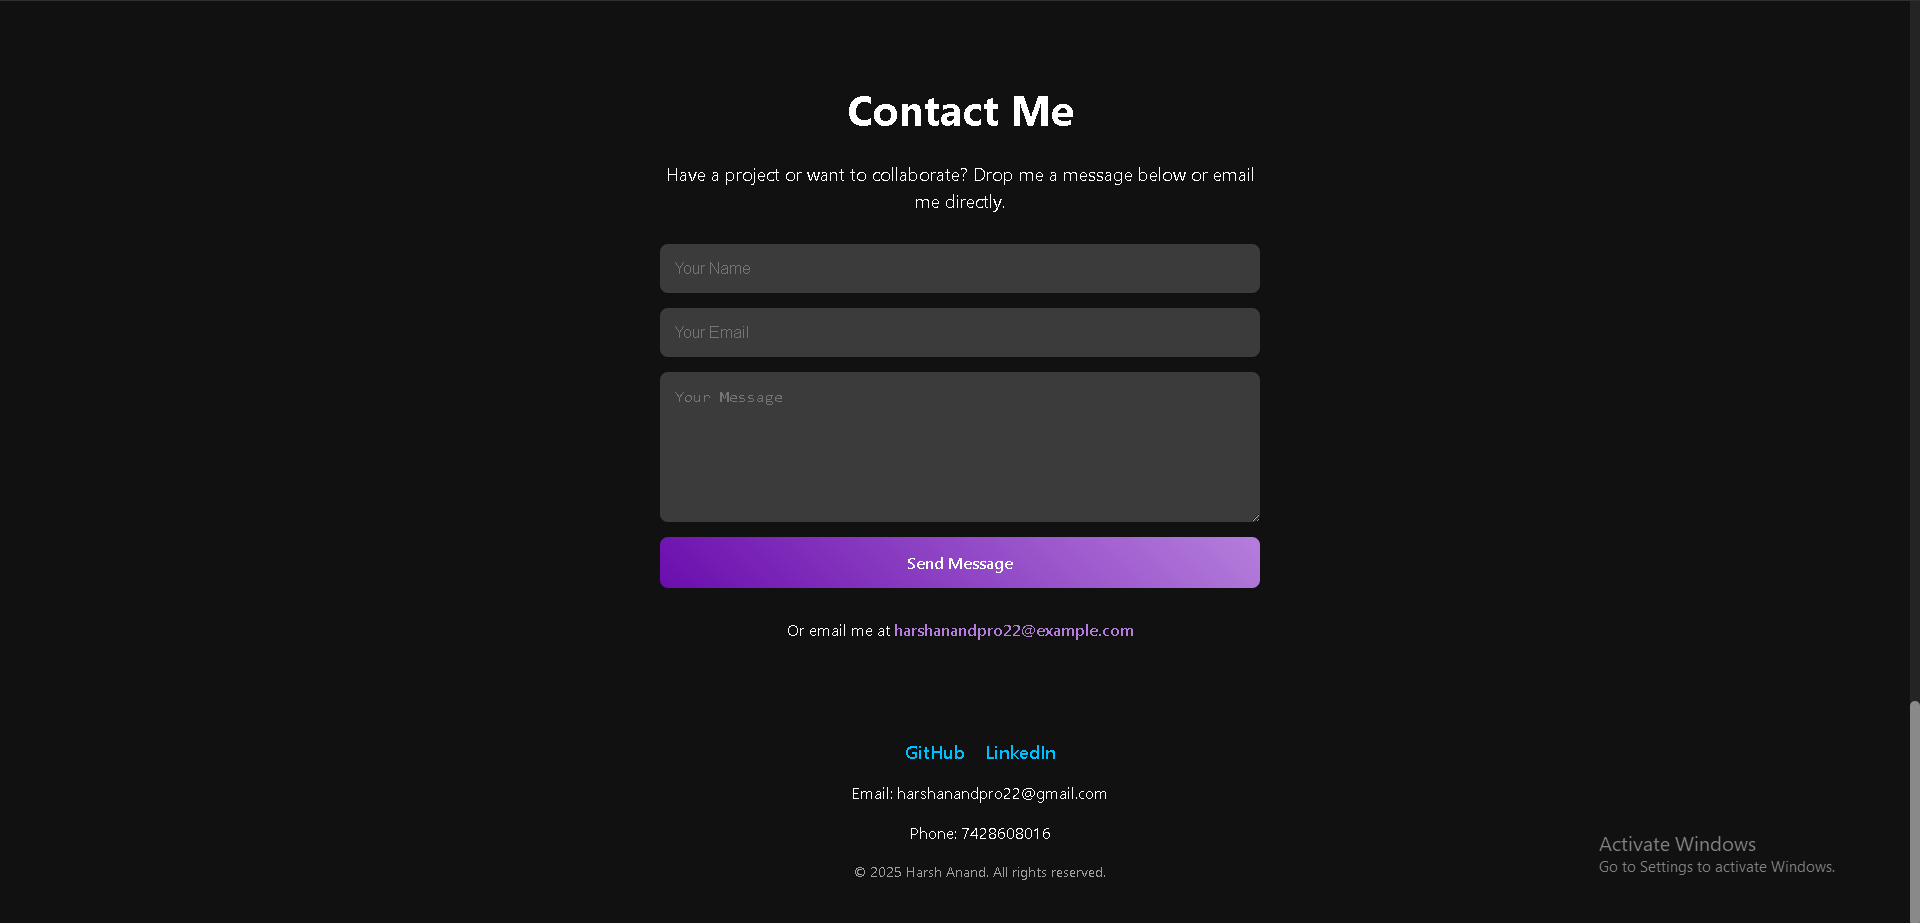 Contact Me
Have a project or want to collaborate? Drop me a message below or email
me directly.
Your Name
Your Email
Your Message
Send Message
Or email me at harshanandpro22@example.com
GitHub LinkedIn
Email: harshanandpro22@gmail.com
Phone: 7428608016
© 2025 Harsh Anand. All rights reserved.
Activate Windows
Go to Settings to activate Windows.